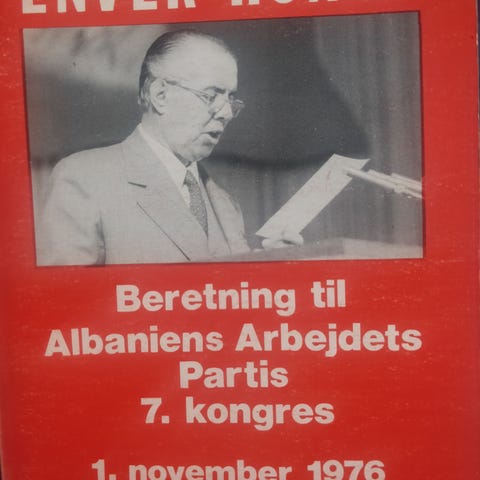 ENVER
Beretning til
Albaniens Arbejdets
Partis
7. kongres
1. november 1976